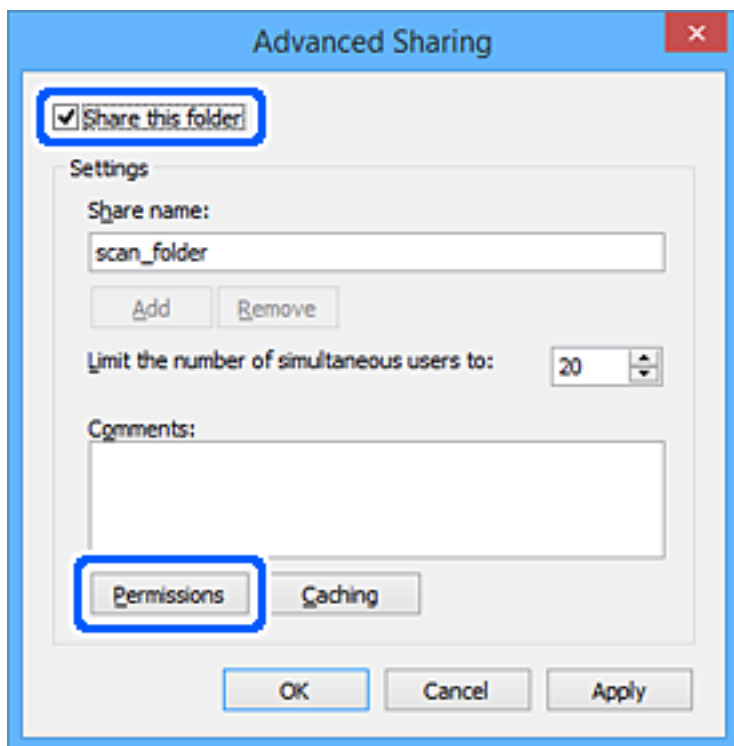 Advanced Sharing
Share this folder
Settings
Share name:
scan_folder
Add Remove
Limit the number of simultaneous users to: 20
Comments:
Permissions Caching
OK Cancel Apply